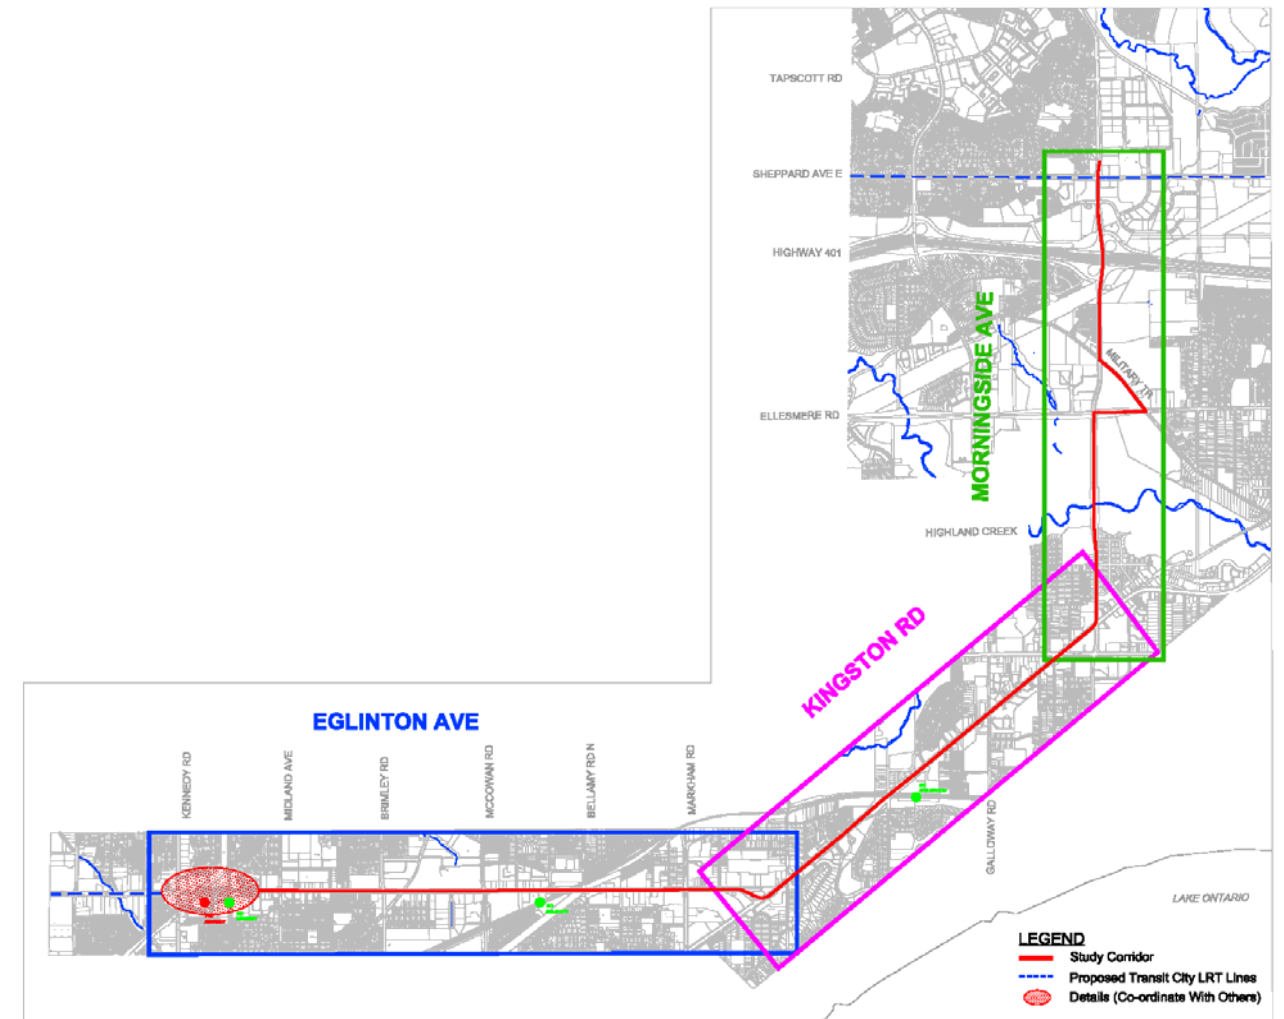 TAPSCOTT RD
SHEPPARD AVE E
HIGHWAY 401
MORNINGSIDE AVE
MILITARY TR
ELLESMERE RD
HIGHLAND CREEK
KINGSTON RD
EGLINTON AVE
KENNEDY RD
MIDLAND AVE
BRIMLEY RD
MCCOWAN RD
BELLAMY RD N
MARKHAM RD
GALLOWAY RD
LAKE ONTARIO
LEGEND
Study Corridor
Proposed Transit City LRT Lines
Details (Co-ordinate With Others)